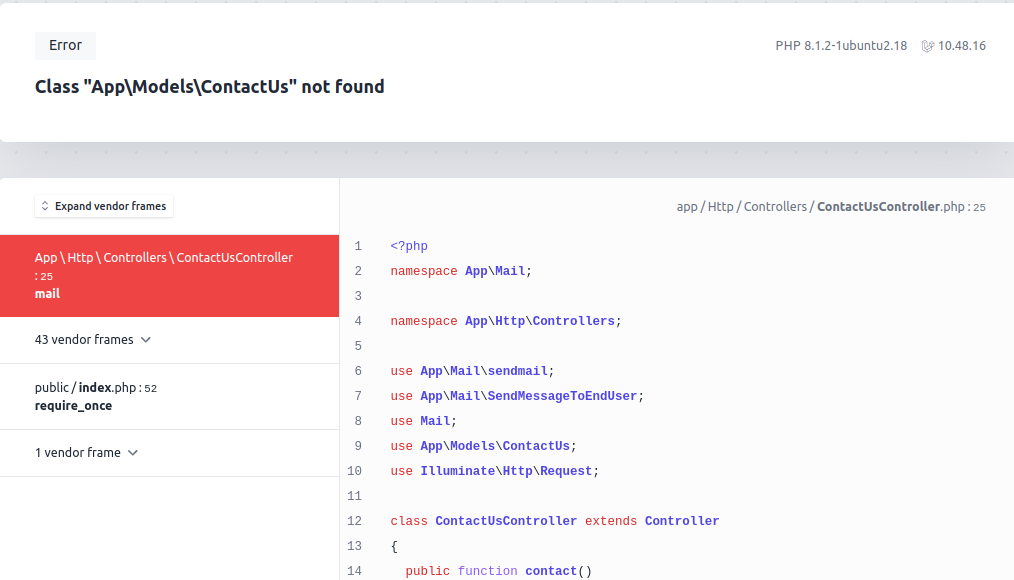 Error
PHP 8.1.2-1ubuntu2.18 10.48.16
Class "App\Models\ContactUs" not found
Expand vendor frames
App \ Http \ Controllers \ ContactUsController
: 25
mail
43 vendor frames
public / index.php : 52
require_once
1 vendor frame
app / Http / Controllers / ContactUsController.php : 25
1 <?php
2 namespace App\Mail;
3
4 namespace App\Http\Controllers;
5
6 use App\Mail\sendmail;
7 use App\Mail\SendMessageToEndUser;
8 use Mail;
9 use App\Models\ContactUs;
10 use Illuminate\Http\Request;
11
12 class ContactUsController extends Controller
13 {
14 public function contact()